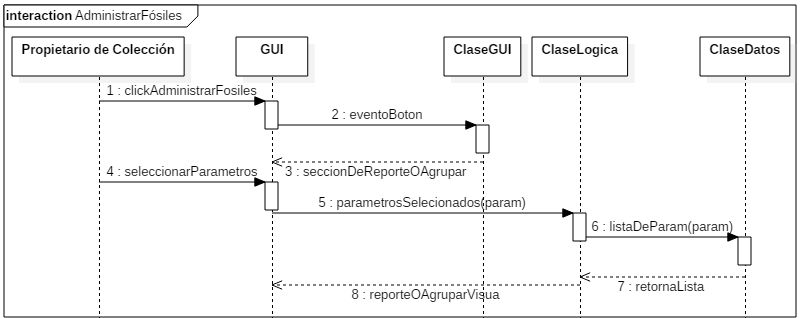 interaction AdministrarFósiles
Propietario de Colección
GUI
ClaseGUI
ClaseLogica
ClaseDatos
1 : clickAdministrarFosiles
2 : eventoBoton
3 : seccionDeReporteOAgrupar
4 : seleccionarParametros
5 : parametrosSelecionados(param)
6 : listaDeParam(param)
7 : retornaLista
8 : reporteOAgruparVisua